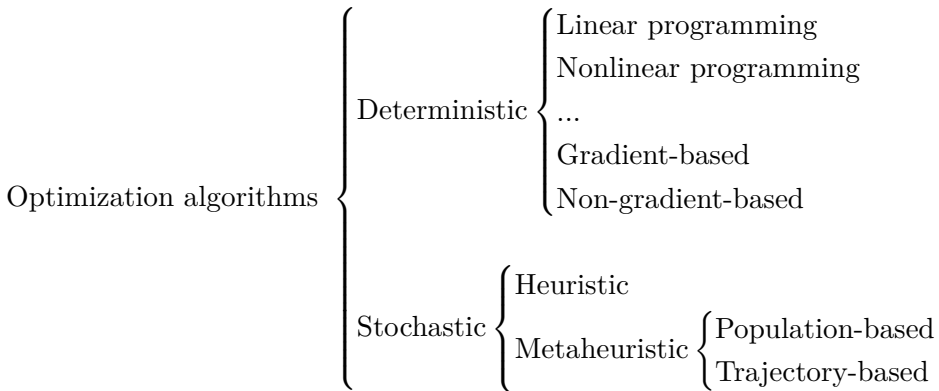 Optimization algorithms
Deterministic
Linear programming
Nonlinear programming
...
Gradient-based
Non-gradient-based
Stochastic
Heuristic
Metaheuristic
Population-based
Trajectory-based